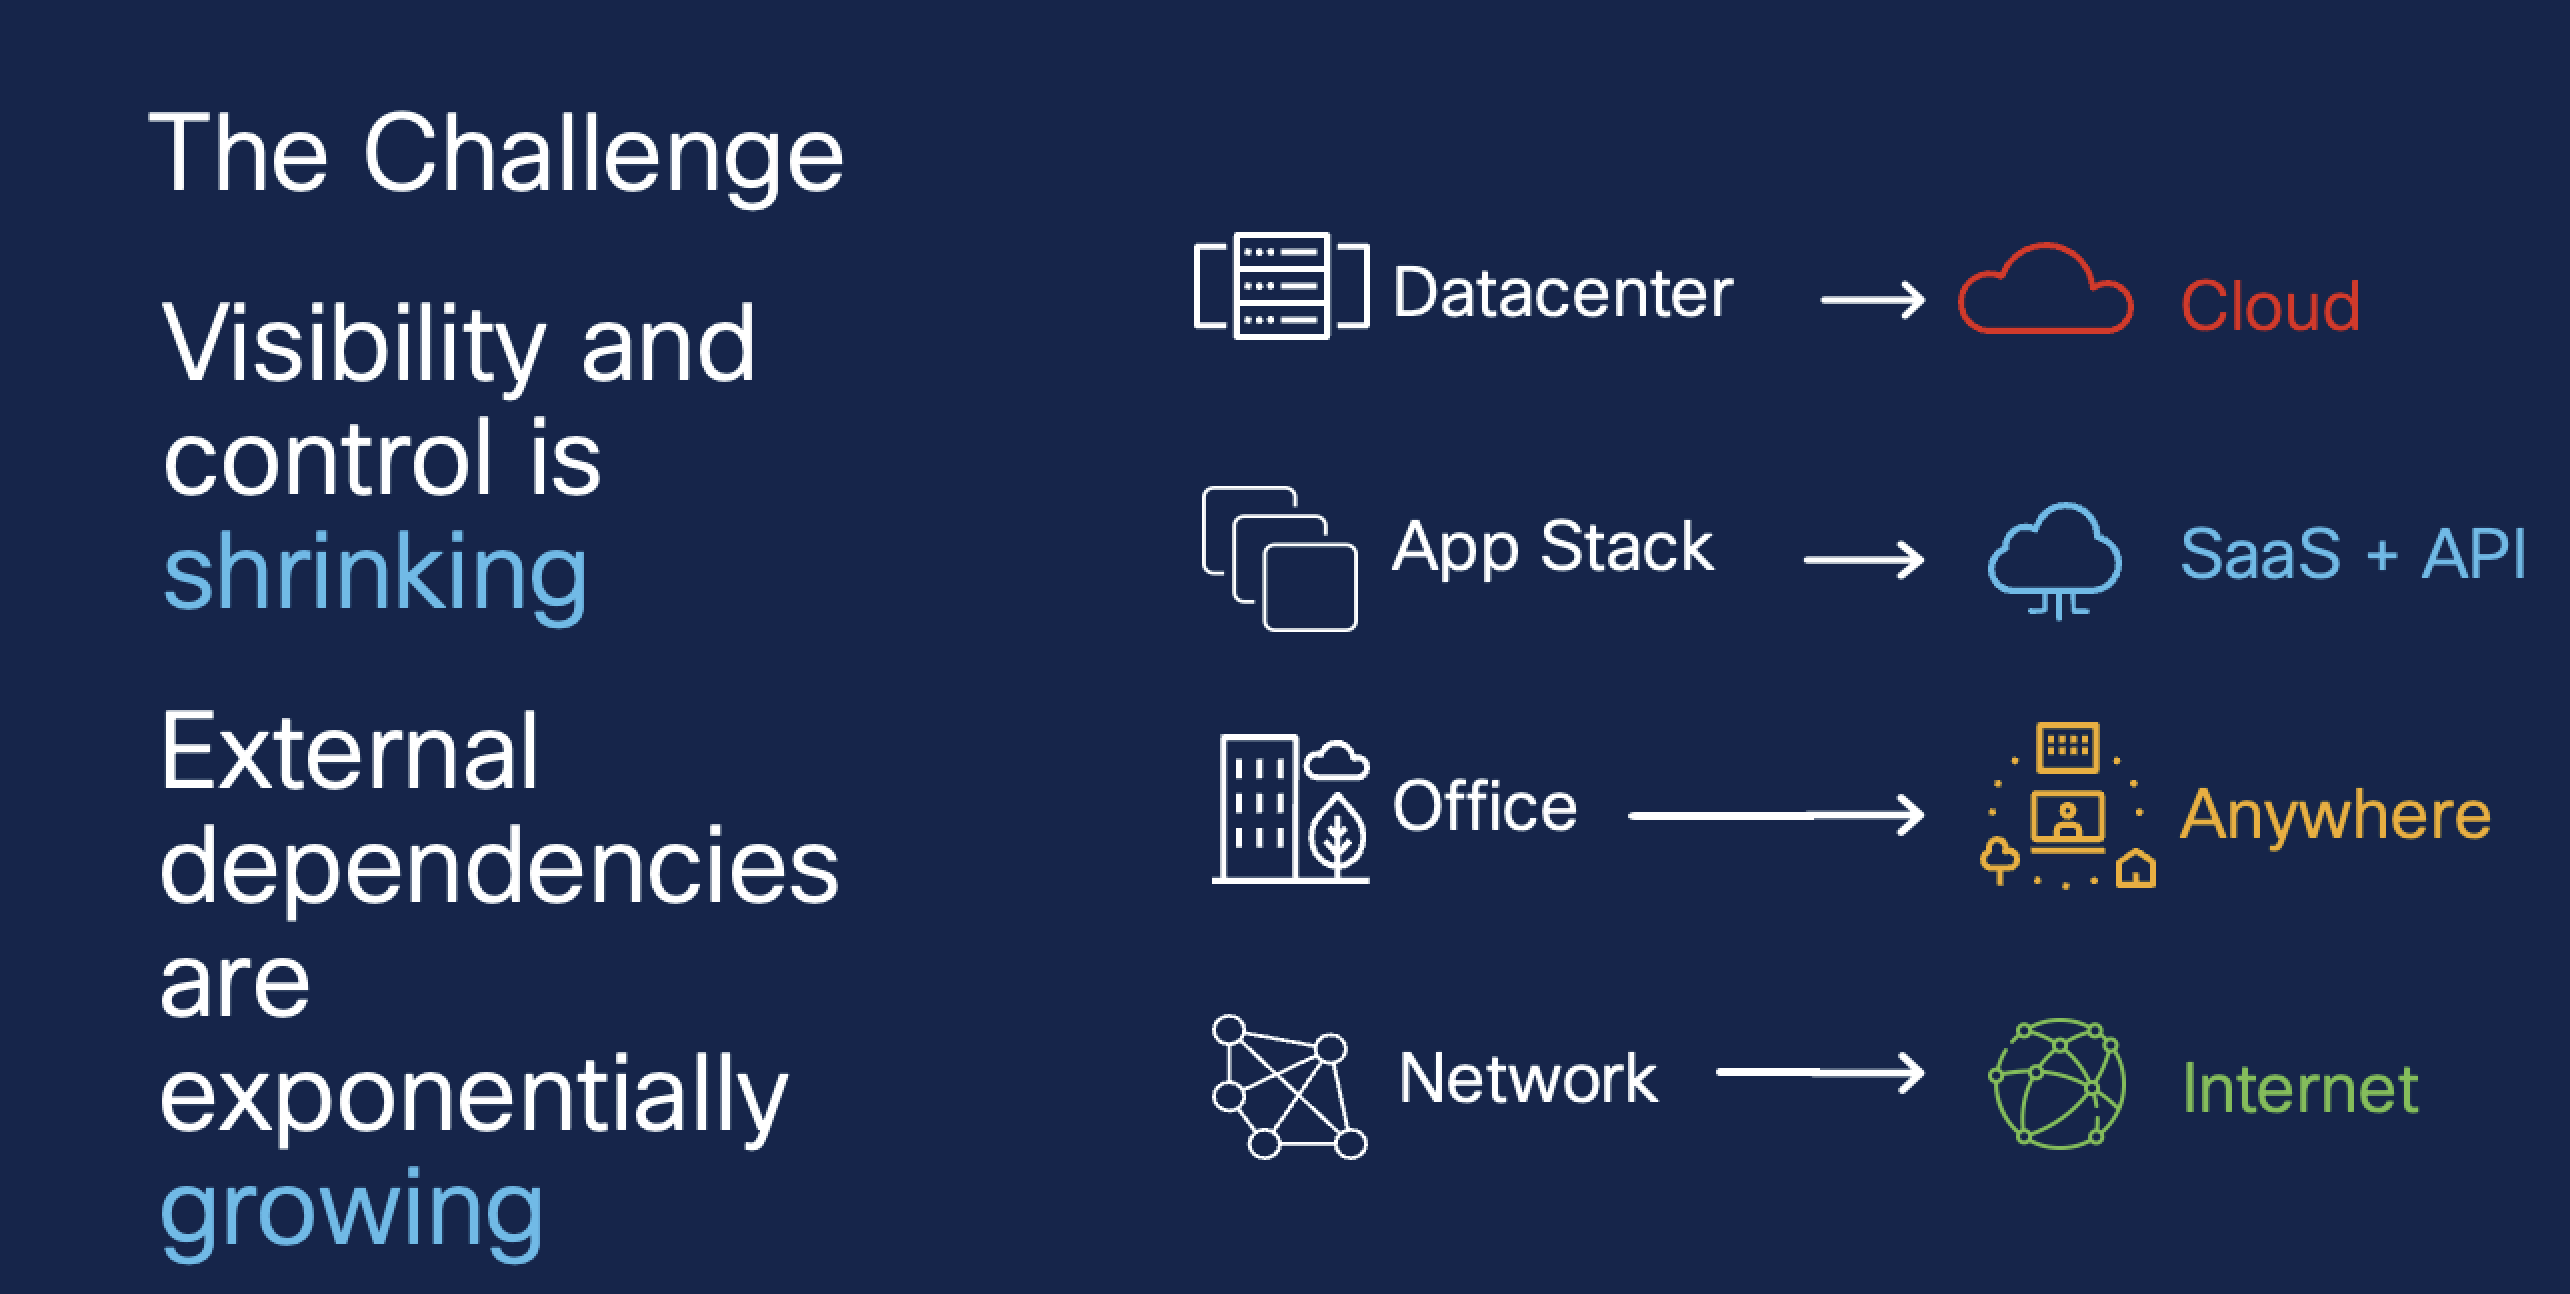 The Challenge
Visibility and
control is
shrinking
External
dependencies
are
exponentially
growing
Datacenter
Cloud
App Stack
SaaS + API
Office
Anywhere
Network
Internet